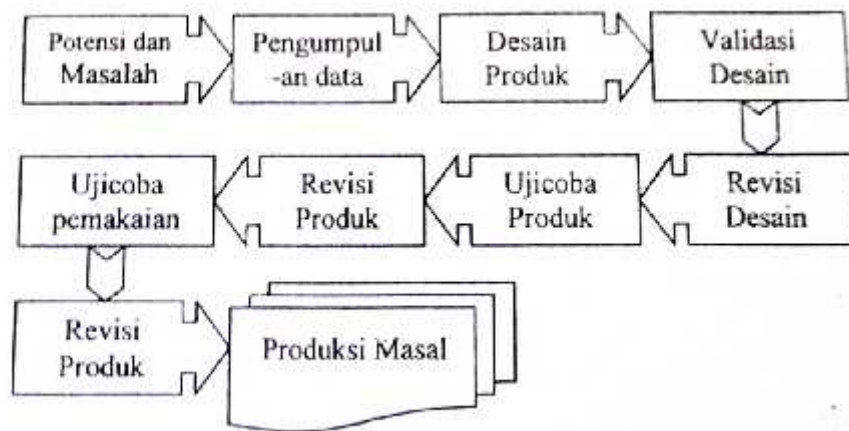 Potensi dan
Masalah
Pengumpul
-an data
Desain
Produk
Validasi
Desain
Ujicoba
pemakaian
Revisi
Produk
Ujicoba
Produk
Revisi
Desain
Revisi
Produk
Produksi Masal